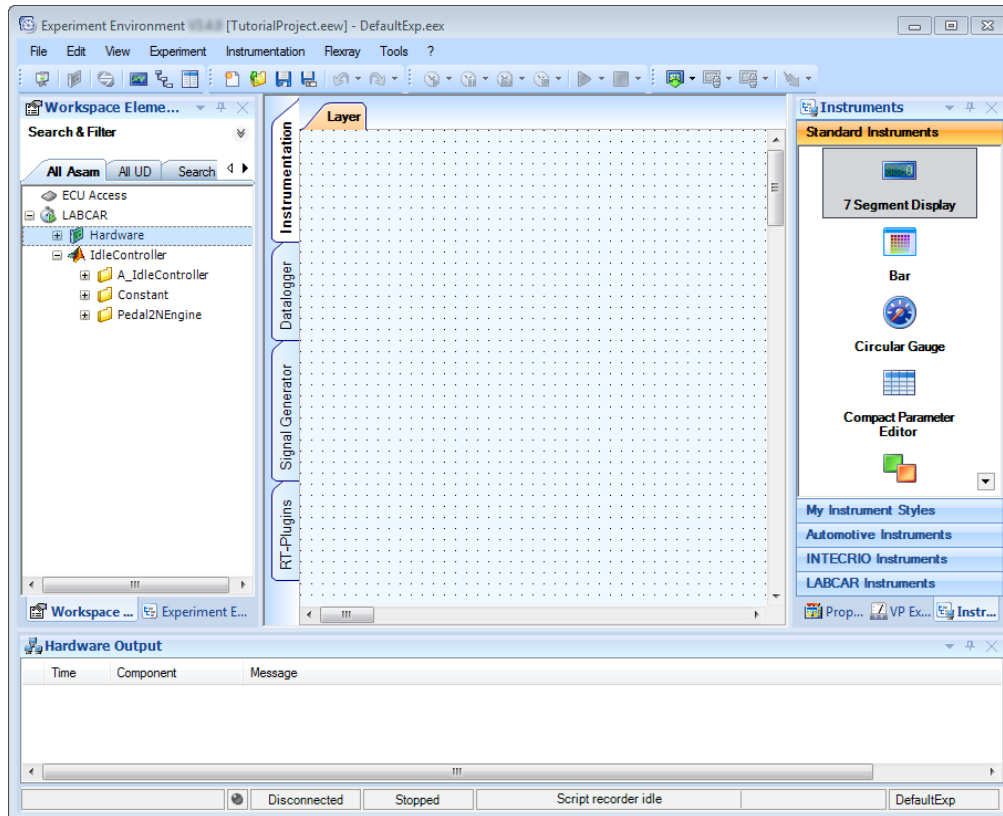 Experiment Environment [TutorialProject.eew] - DefaultExp.eex
File Edit View Experiment Instrumentation Flexray Tools ?
Workspace Eleme...
Search & Filter
All Asam All UD Search
ECU Access
LABCAR
Hardware
IdleController
A_IdleController
Constant
Pedal2NEngine
Workspace ... Experiment E...
Layer
Instrumentation
Datalogger
Signal Generator
RT-Plugins
Instruments
Standard Instruments
7 Segment Display
Bar
Circular Gauge
Compact Parameter
Editor
My Instrument Styles
Automotive Instruments
INTECRIO Instruments
LABCAR Instruments
Prop... VP Ex... Instr...
Hardware Output
Time Component Message
Disconnected Stopped Script recorder idle DefaultExp